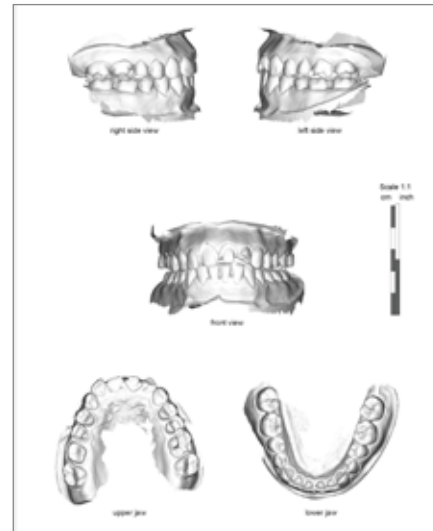 right side view
left side view
Scale 1:1
cm inch
front view
upper jaw
lower jaw